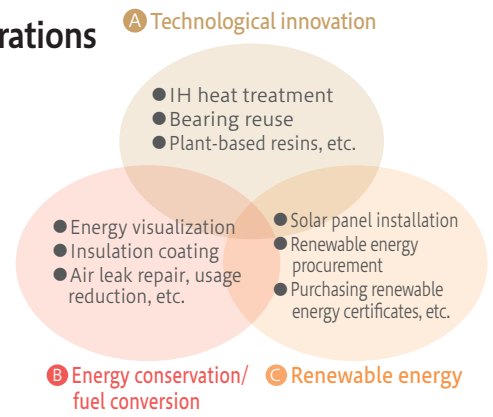 A Technological innovation
rations
● IH heat treatment
● Bearing reuse
● Plant-based resins, etc.
● Energy visualization
● Insulation coating
● Air leak repair, usage
reduction, etc.
● Solar panel installation
● Renewable energy
procurement
● Purchasing renewable
energy certificates, etc.
B Energy conservation/
fuel conversion
C Renewable energy